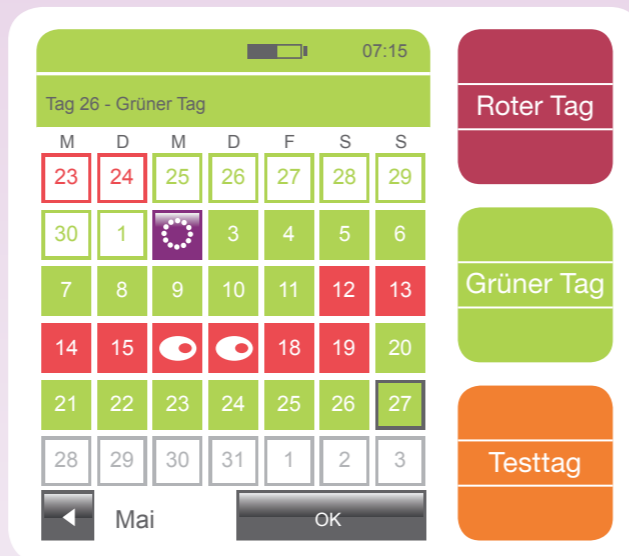 07:15
Tag 26 - Grüner Tag
M D M D F S S
23 24 25 26 27 28 29
30 1 3 4 5 6
7 8 9 10 11 12 13
14 15 18 19 20
21 22 23 24 25 26 27
28 29 30 31 1 2 3
Mai OK
Roter Tag
Grüner Tag
Testtag